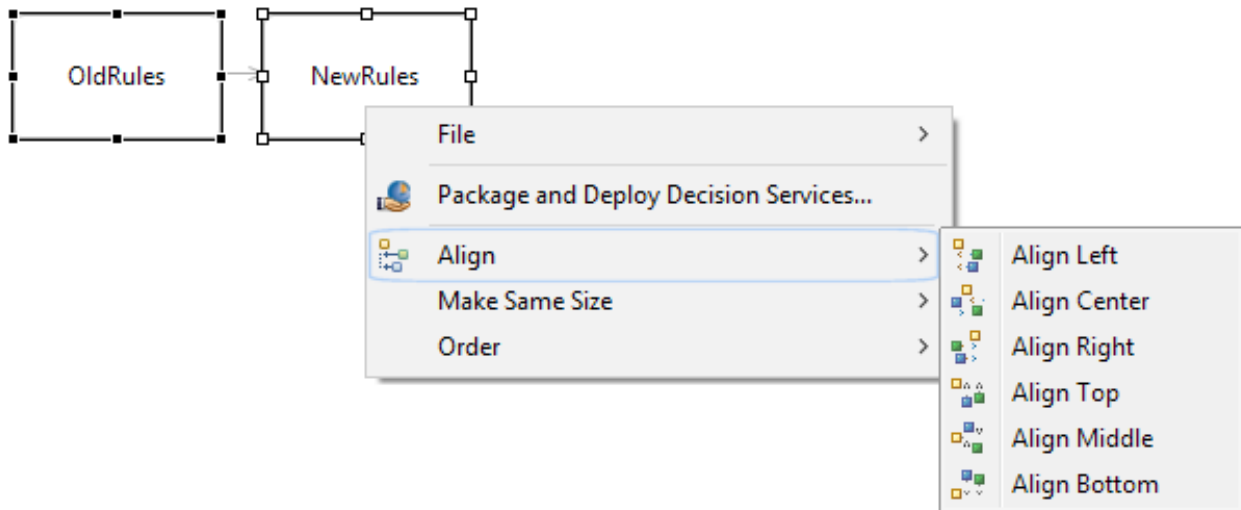 OldRules
NewRules
File
Package and Deploy Decision Services...
Align
Make Same Size
Order
Align Left
Align Center
Align Right
Align Top
Align Middle
Align Bottom